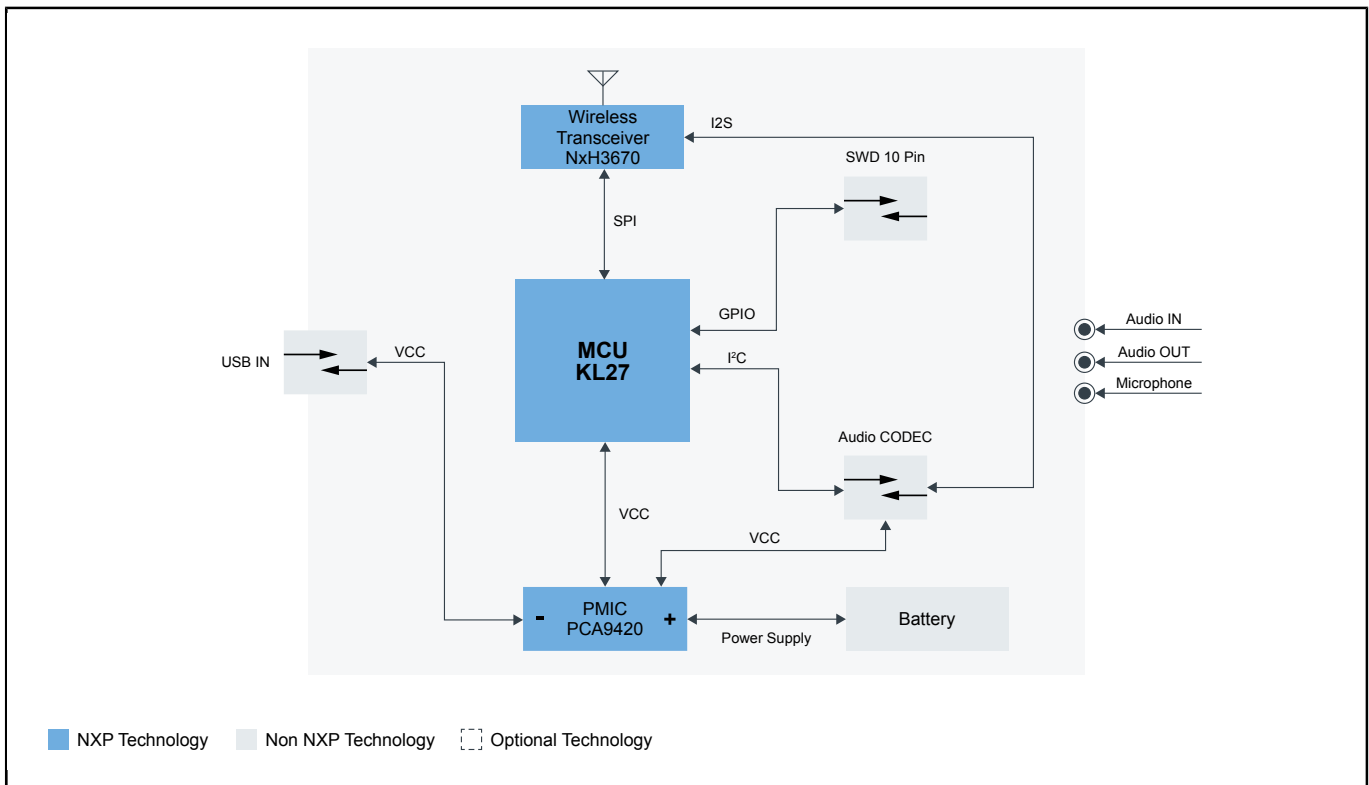 Wireless
Transceiver
NxH3670
I2S
SWD 10 Pin
SPI
GPIO
MCU
KL27
I²C
USB IN
VCC
Audio IN
Audio OUT
Microphone
Audio CODEC
VCC
VCC
-
PMIC
PCA9420
+
Power Supply
Battery
NXP Technology
Non NXP Technology
Optional Technology